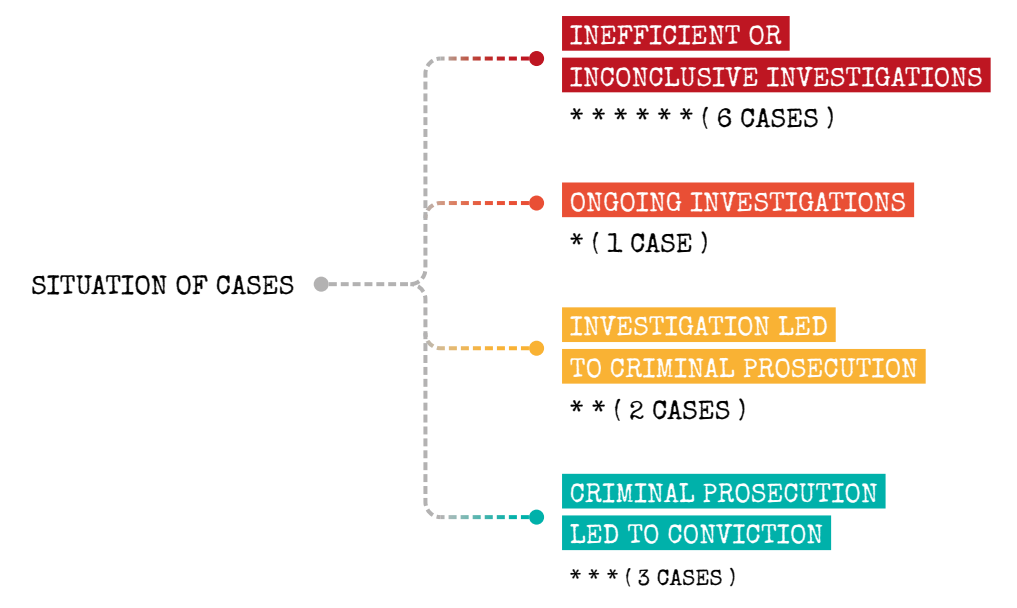 INEFFICIENT OR
INCONCLUSIVE INVESTIGATIONS
* * * * * * ( 6 CASES )
ONGOING INVESTIGATIONS
* ( 1 CASE )
SITUATION OF CASES
INVESTIGATION LED
TO CRIMINAL PROSECUTION
* * ( 2 CASES )
CRIMINAL PROSECUTION
LED TO CONVICTION
* * * ( 3 CASES )